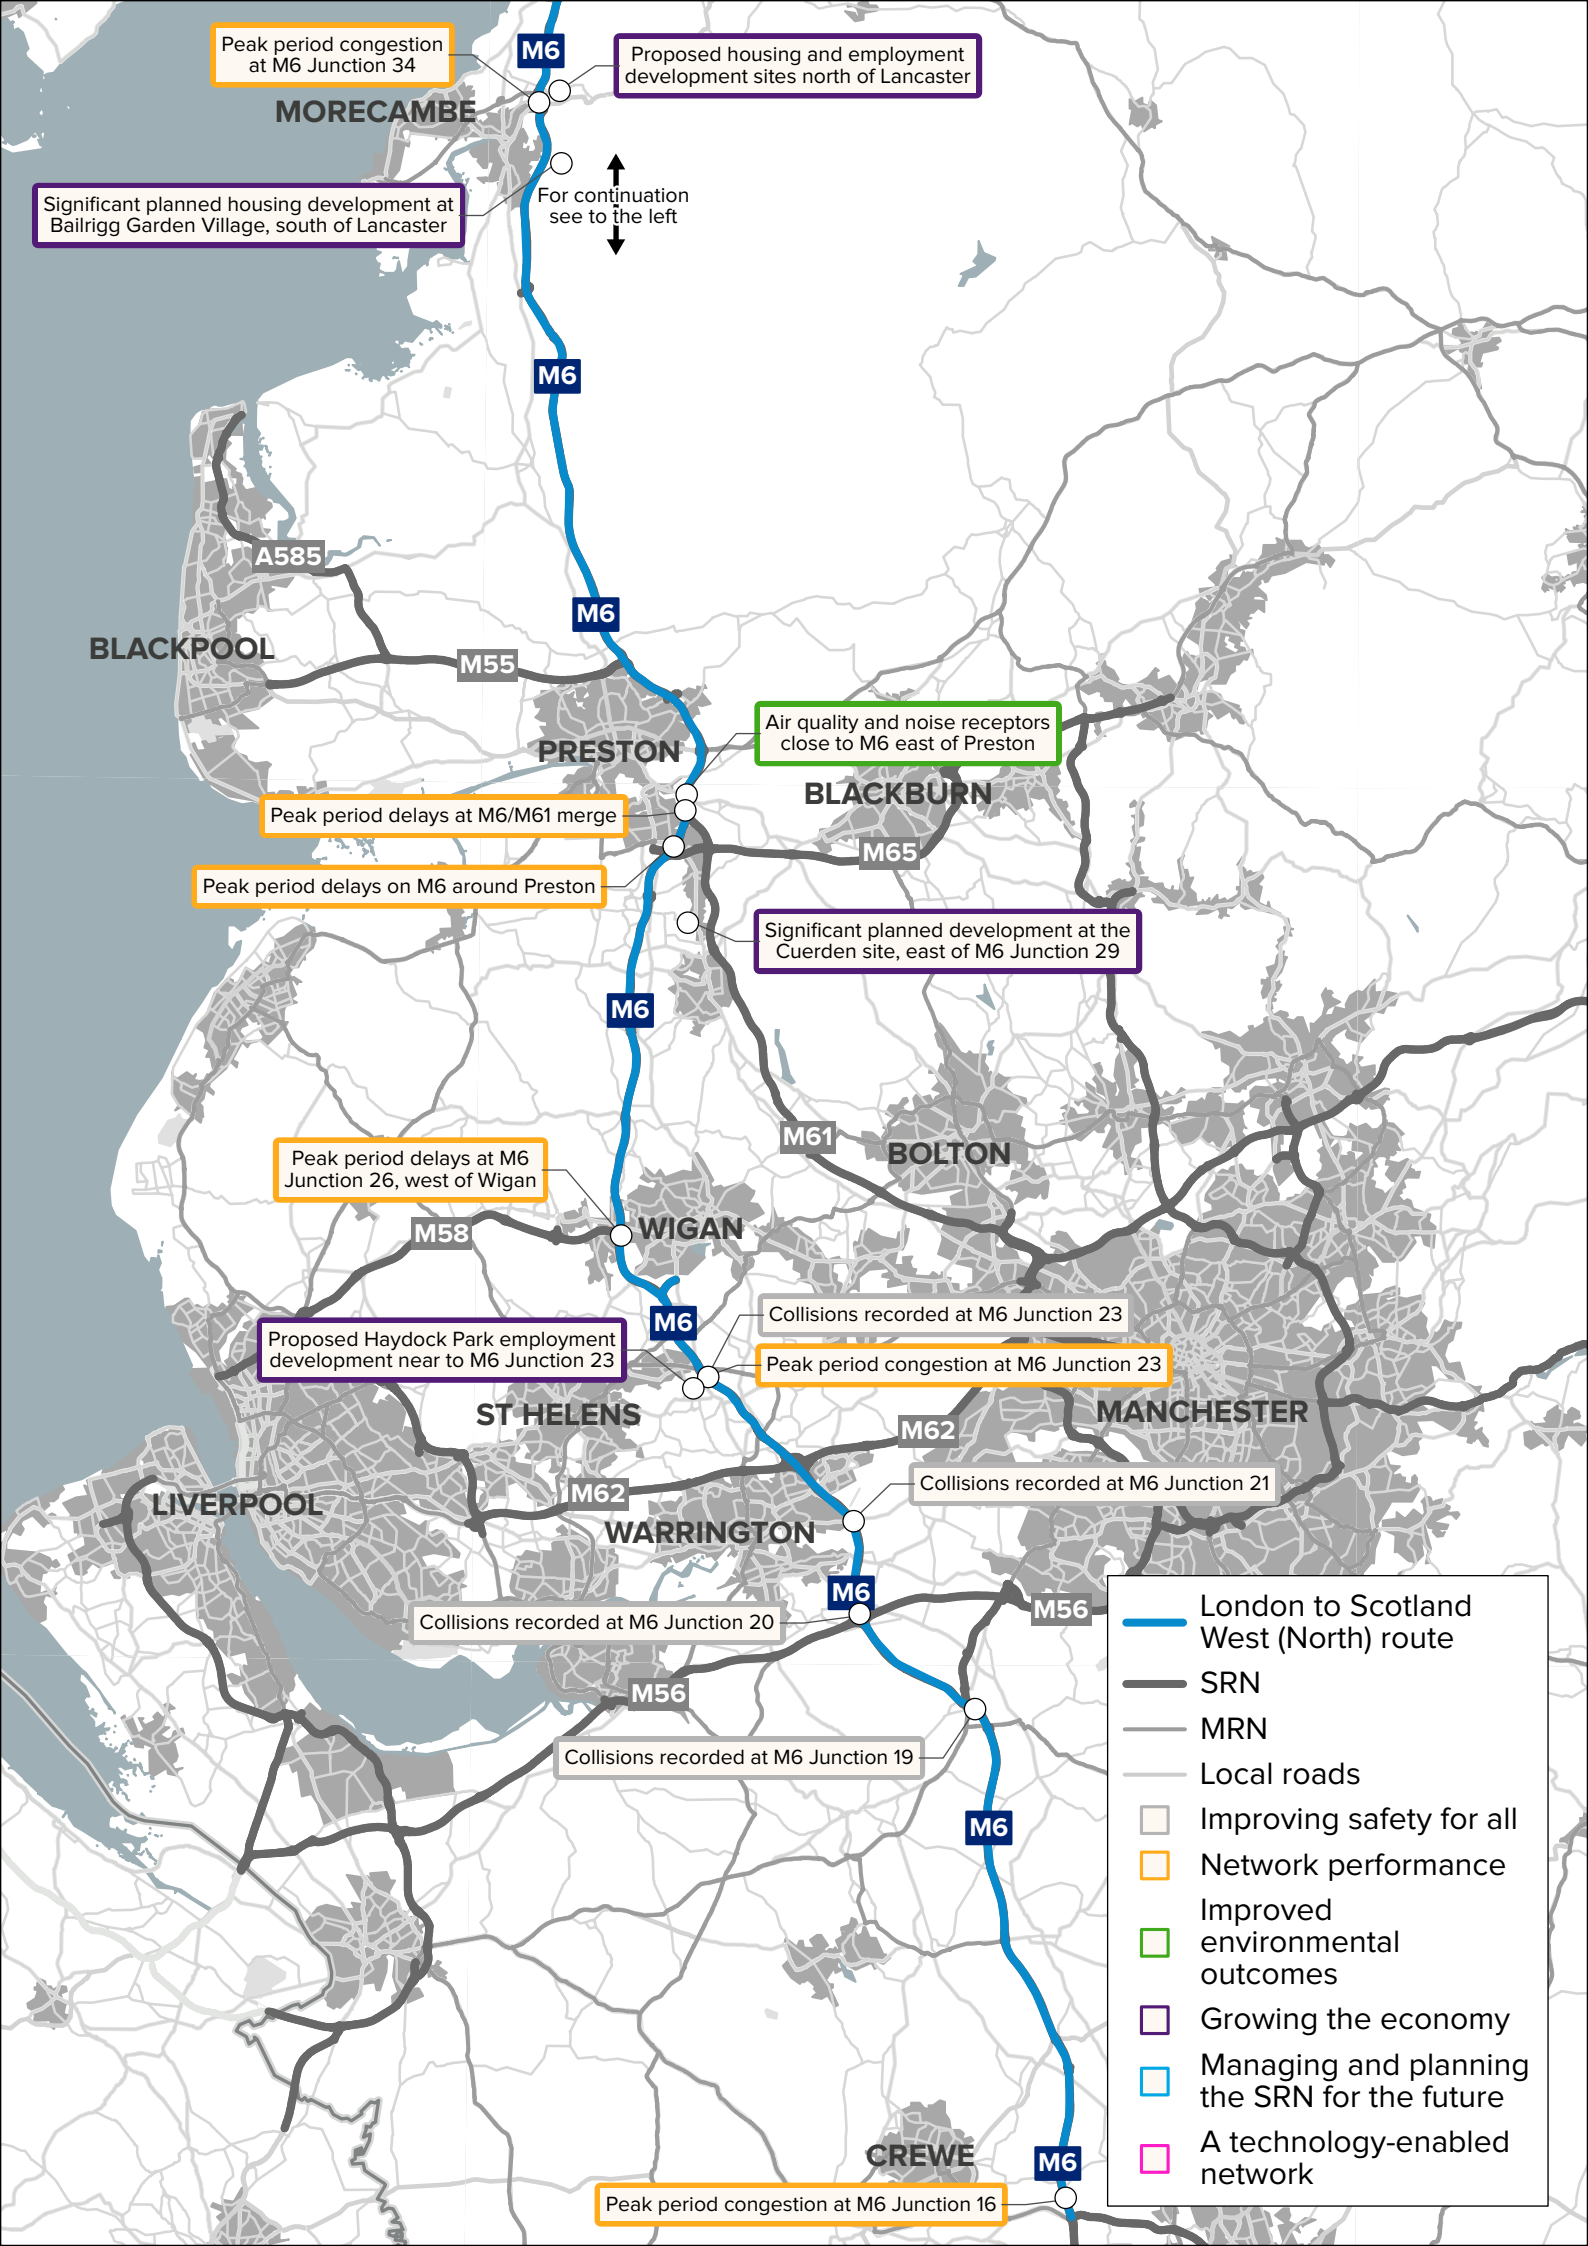 Peak period congestion
at M6 Junction 34
M6
Proposed housing and employment
development sites north of Lancaster
MORECAMBE
Significant planned housing development at
Bailrigg Garden Village, south of Lancaster
For continuation
see to the left
M6
A585
M6
BLACKPOOL
M55
PRESTON
Air quality and noise receptors
close to M6 east of Preston
BLACKBURN
Peak period delays at M6/M61 merge
M65
Peak period delays on M6 around Preston
Significant planned development at the
Cuerden site, east of M6 Junction 29
M6
M61
BOLTON
Peak period delays at M6
Junction 26, west of Wigan
WIGAN
M58
Collisions recorded at M6 Junction 23
M6
Proposed Haydock Park employment
development near to M6 Junction 23
Peak period congestion at M6 Junction 23
ST HELENS
MANCHESTER
M62
Collisions recorded at M6 Junction 21
M62
LIVERPOOL
WARRINGTON
M6
M56
Collisions recorded at M6 Junction 20
M56
Collisions recorded at M6 Junction 19
M6
CREWE
M6
Peak period congestion at M6 Junction 16
London to Scotland
West (North) route
SRN
MRN
Local roads
Improving safety for all
Network performance
Improved
environmental
outcomes
Growing the economy
Managing and planning
the SRN for the future
A technology-enabled
network